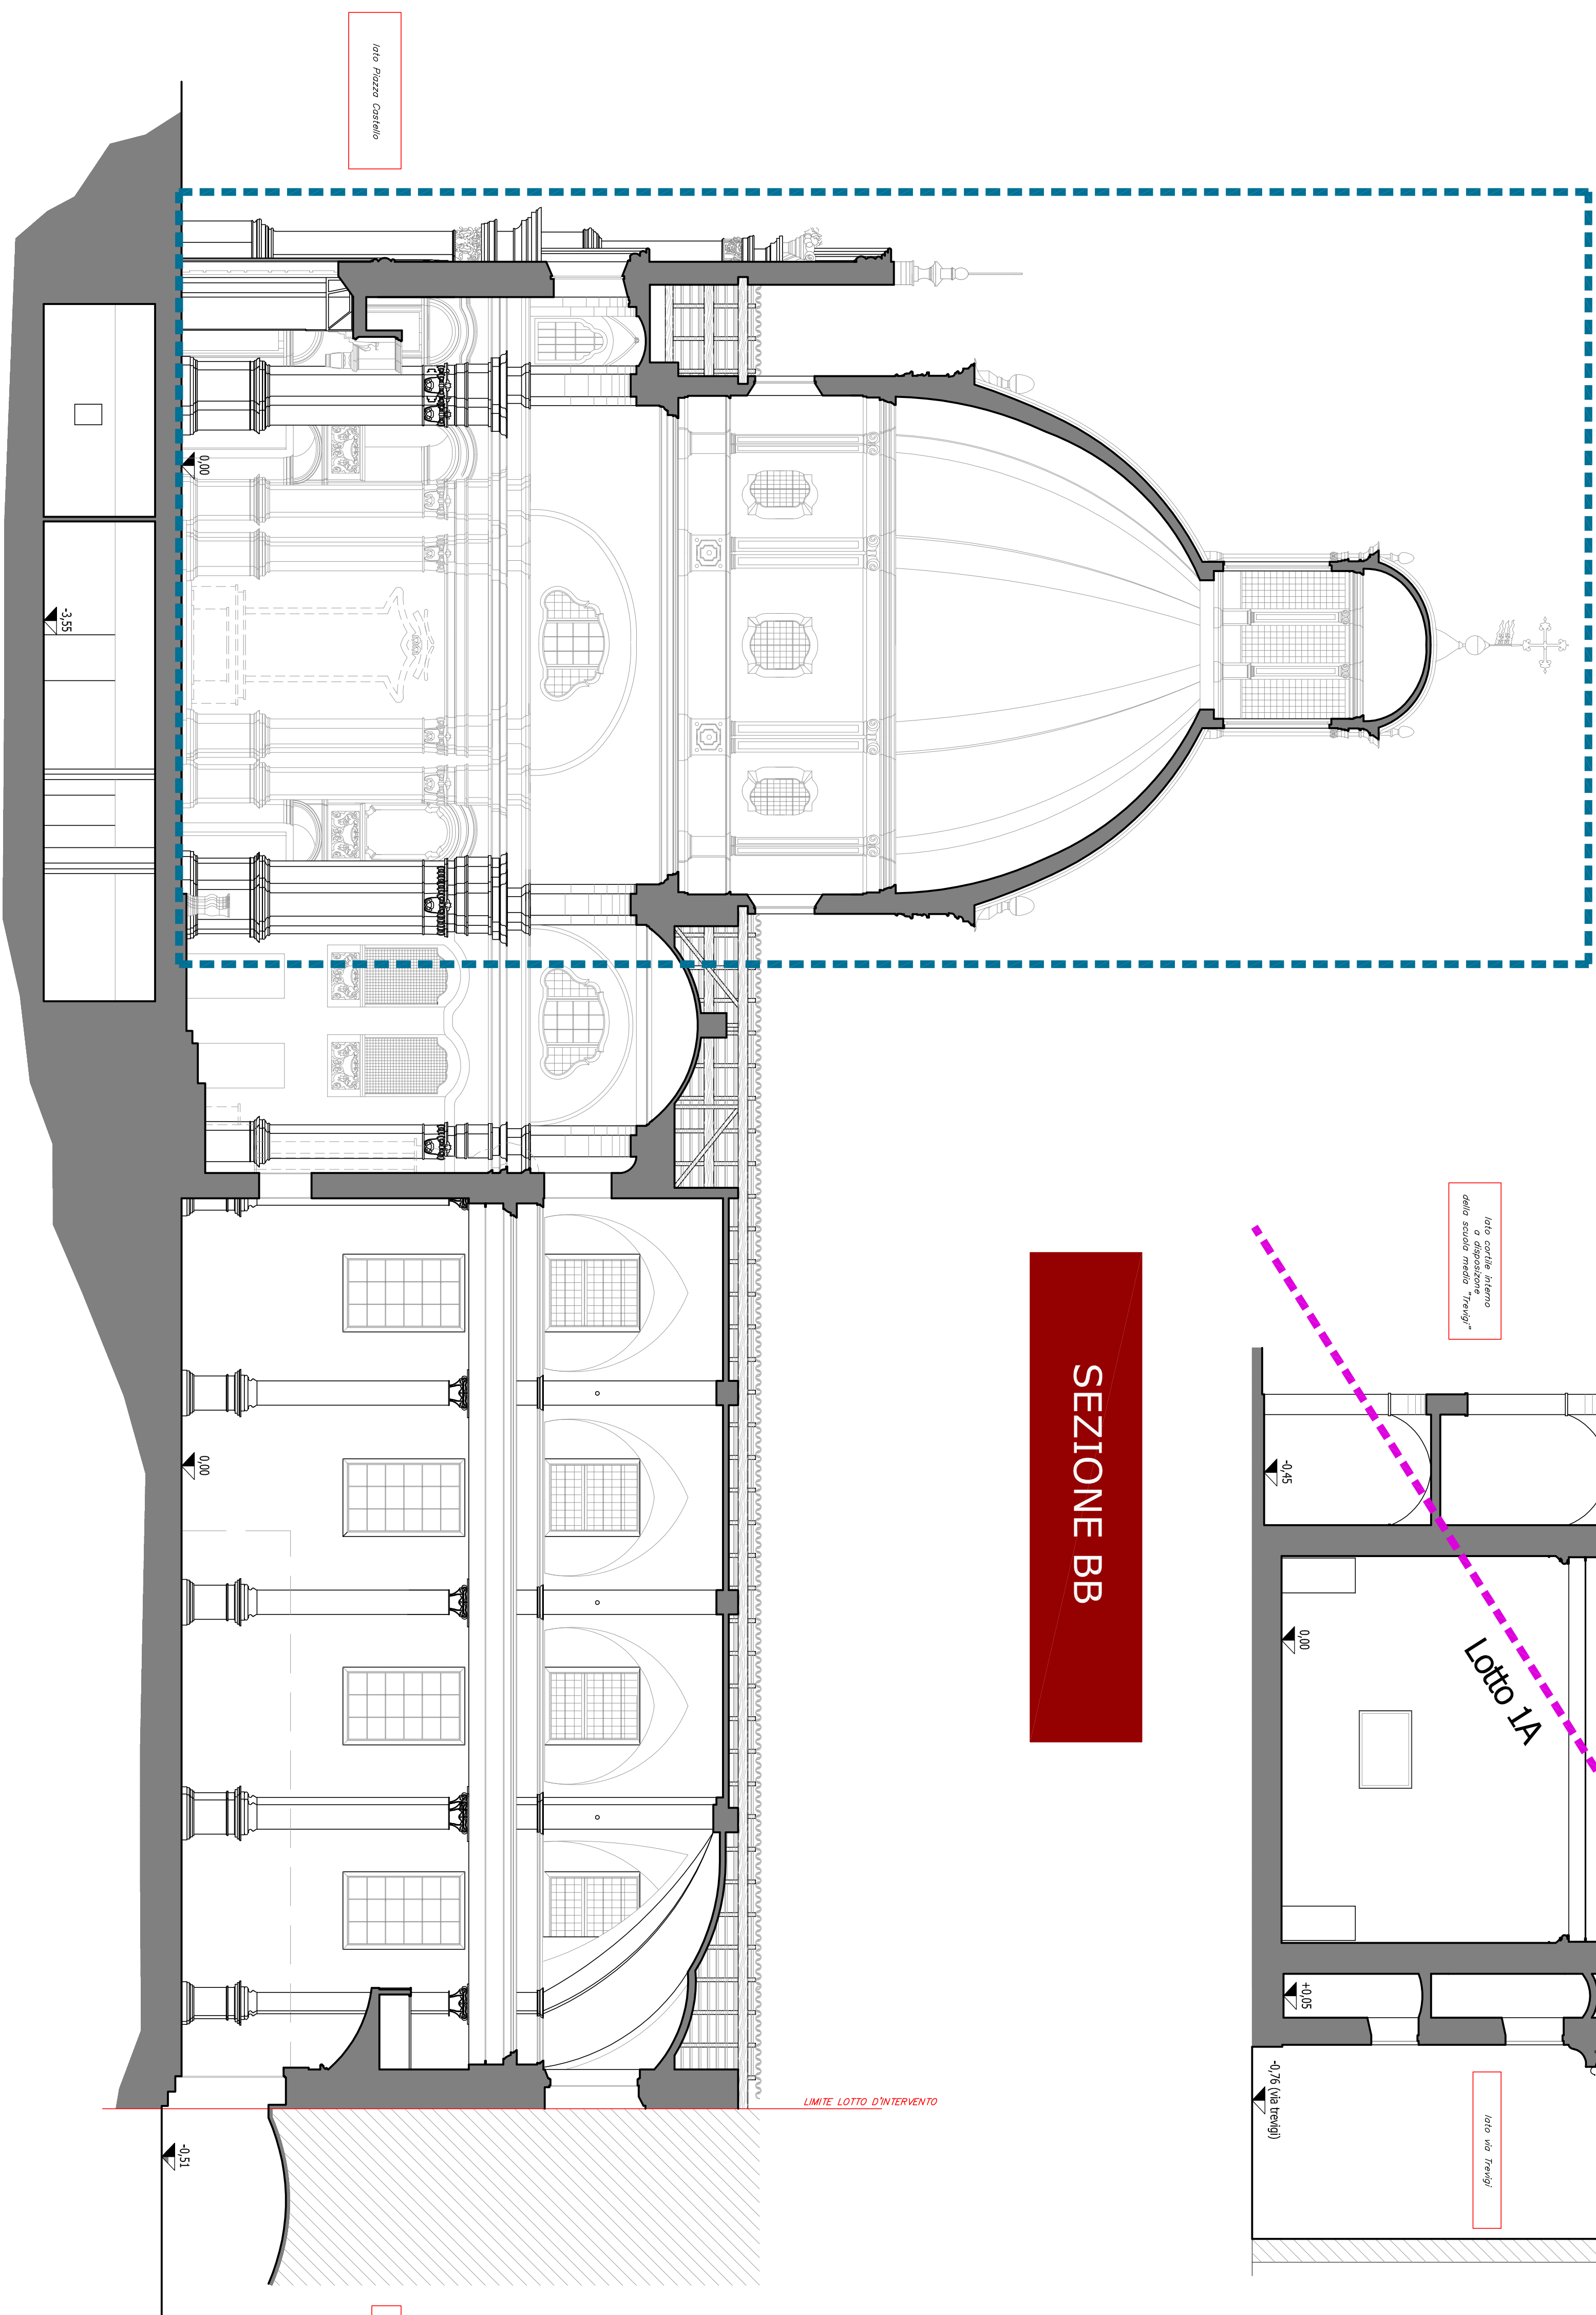 lato Piazza Castello
0,00
-3,55
0,00
-0,51
LIMITE LOTTO D'INTERVENTO
SEZIONE BB
lato cortile interno
a disposizone
della scuola media "Trevigi"
-0,45
0,00
Lotto 1A
+0,05
-0,76 (via trevigi)
lato via Trevigi